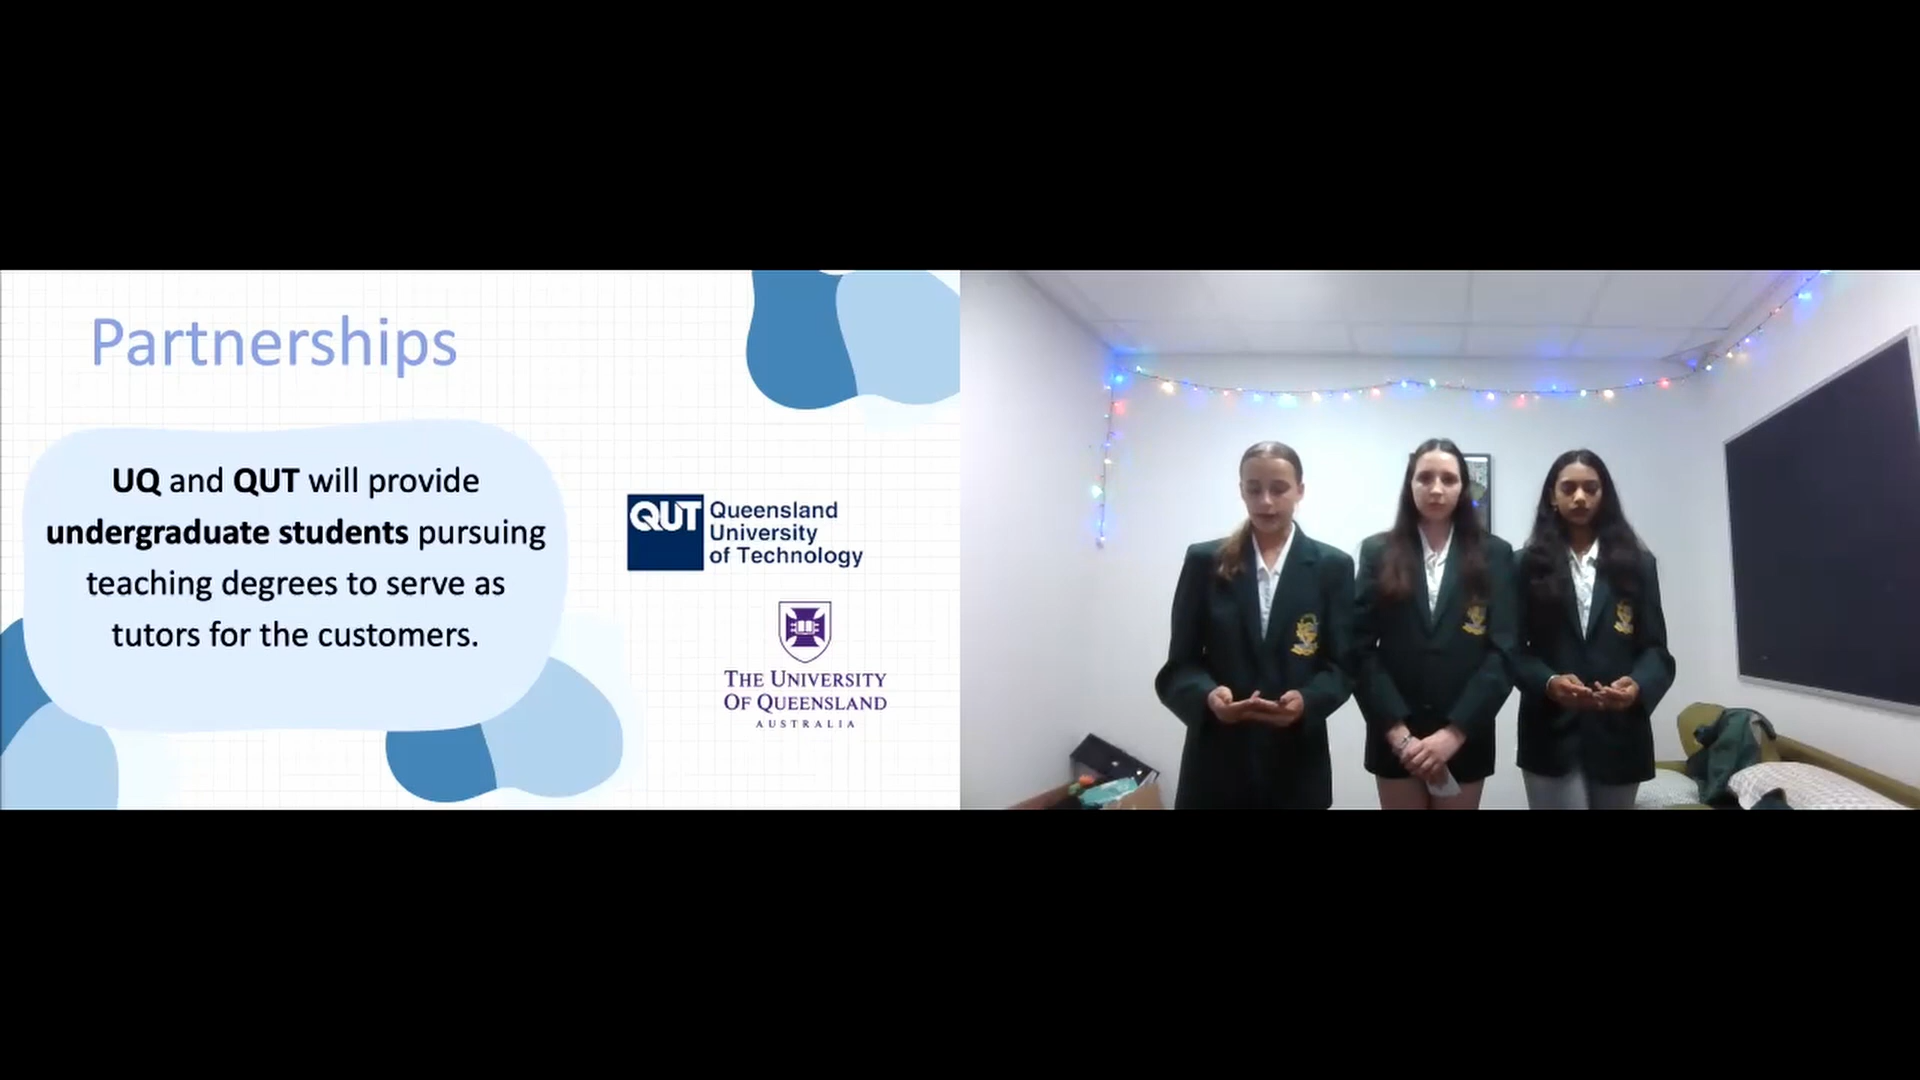 Partnerships
UQ and QUT will provide
undergraduate students pursuing
teaching degrees to serve as
tutors for the customers.
QUT
Queensland
University
of Technology
THE UNIVERSITY
OF QUEENSLAND
AUSTRALIA